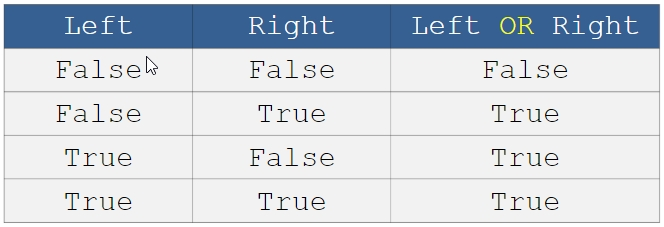 Left Right Left OR Right
False False False
False True True
True False True
True True True